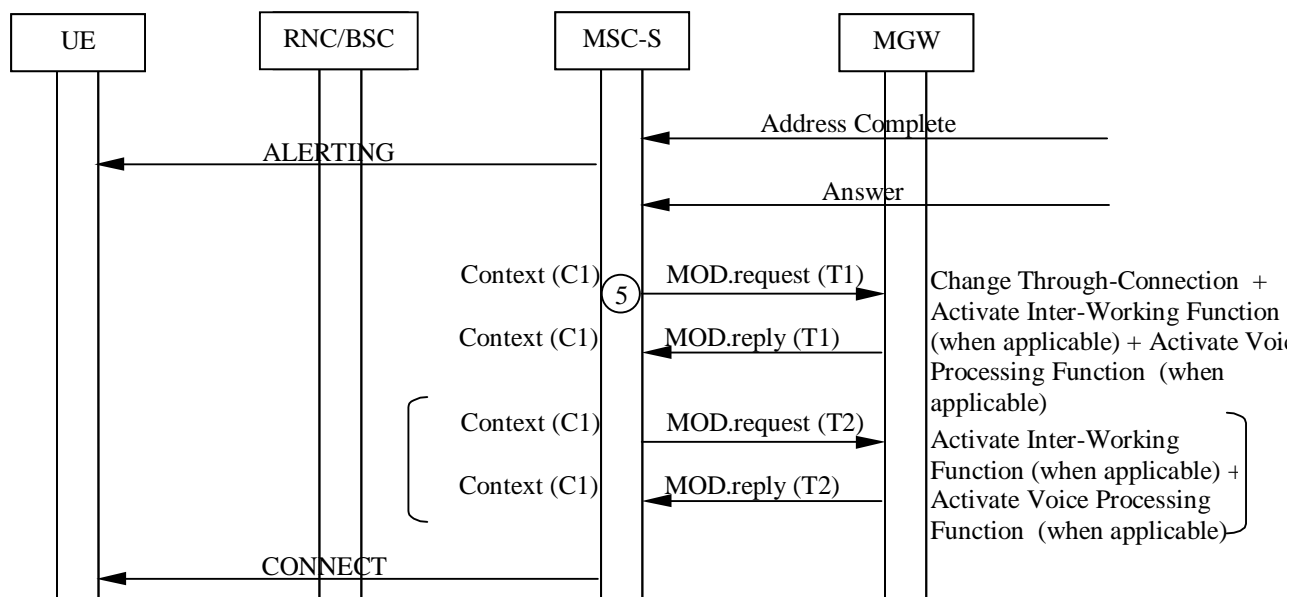 UE
RNC/BSC
MSC-S
MGW
Address Complete
ALERTING
Answer
Context (C1)
5
MOD.request (T1)
Change Through-Connection +
Activate Inter-Working Function
(when applicable) + Activate Voi
Processing Function (when
applicable)
Context (C1)
MOD.reply (T1)
Context (C1)
MOD.request (T2)
Activate Inter-Working
Function (when applicable) +
Activate Voice Processing
Function (when applicable)
Context (C1)
MOD.reply (T2)
CONNECT